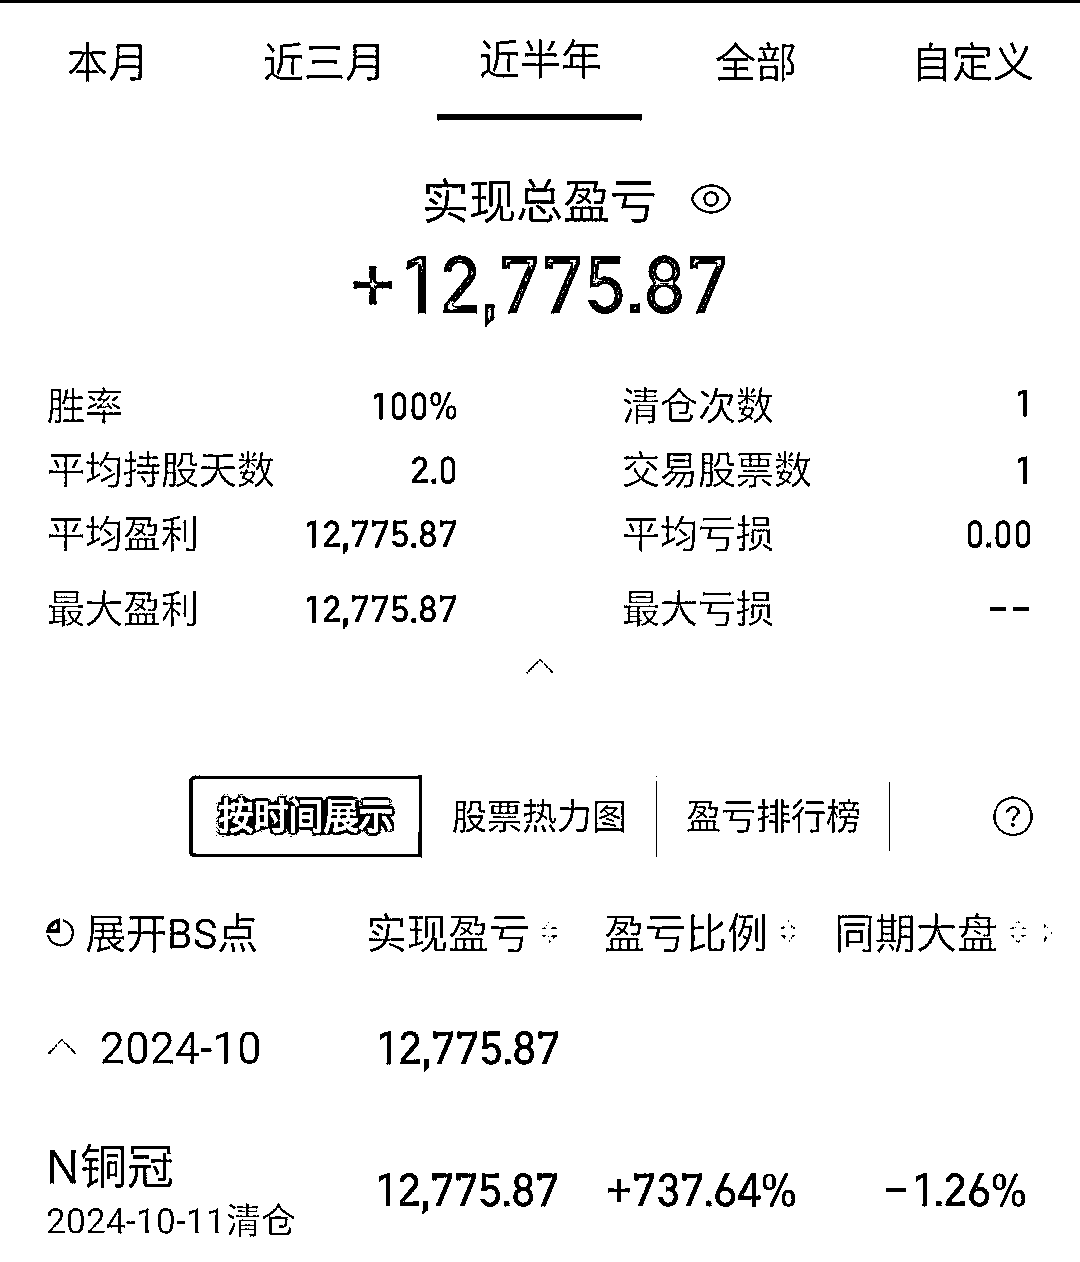 本月 近三月 近半年 全部 自定义
实现总盈亏
+12,775.87
胜率 100% 清仓次数 1
平均持股天数 2.0 交易股票数 1
平均盈利 12,775.87 平均亏损 0.00
最大盈利 12,775.87 最大亏损 --
按时间展示 股票热力图 盈亏排行榜 ?
展开BS点 实现盈亏 盈亏比例 同期大盘
2024-10 12,775.87
N铜冠 12,775.87 +737.64% -1.26%
2024-10-11清仓